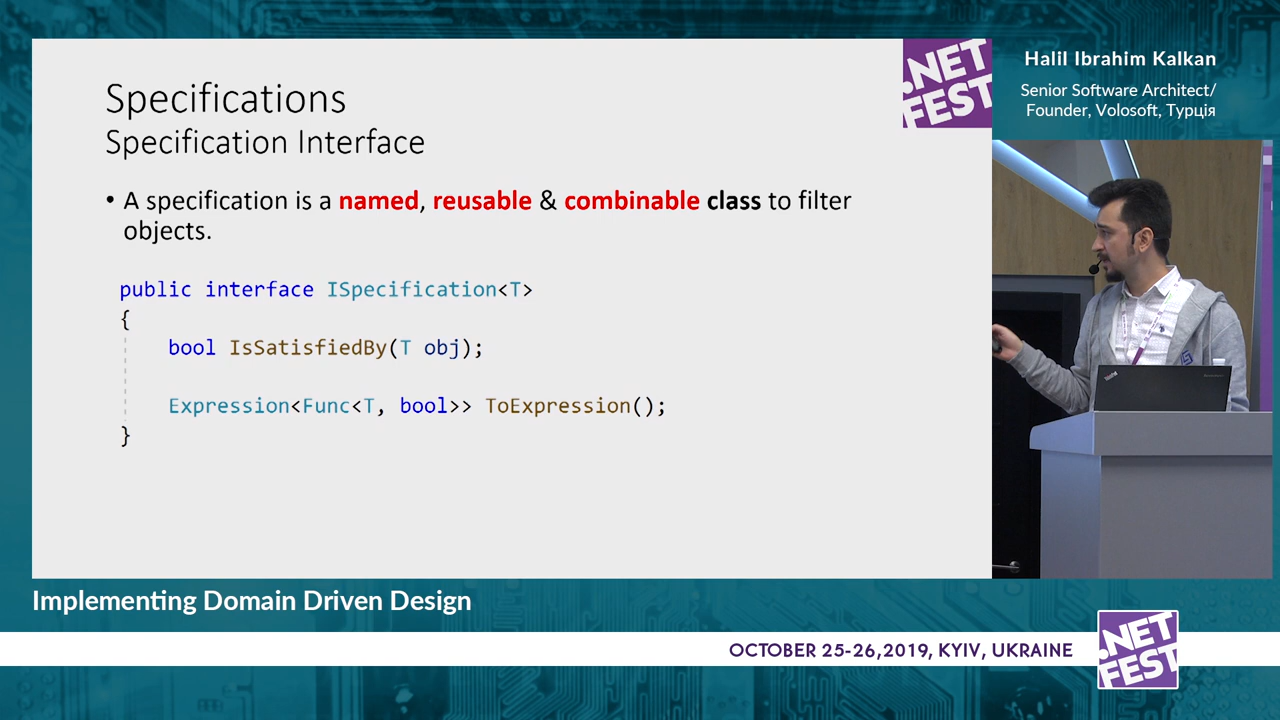 Specifications
Specification Interface
• A specification is a named, reusable & combinable class to filter
objects.
public interface ISpecification<T>
{
bool IsSatisfiedBy(T obj);
Expression<Func<T, bool>> ToExpression();
}
.NET
FEST
Halil Ibrahim Kalkan
Senior Software Architect/
Founder, Volosoft, Турція
Implementing Domain Driven Design
OCTOBER 25-26,2019, KYIV, UKRAINE
.NET
FEST